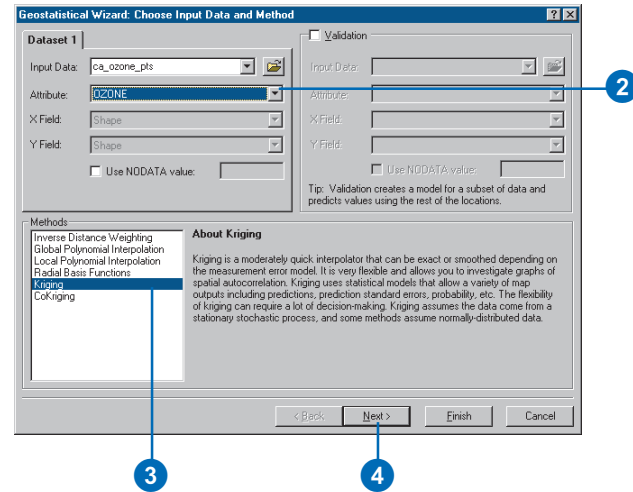 Geostatistical Wizard: Choose Input Data and Method
Dataset 1
Input Data: ca_ozone_pts
Attribute: OZONE
X Field: Shape
Y Field: Shape
Use NODATA value:
Validation
Input Data:
Attribute:
X Field:
Y Field:
Use NODATA value:
Tip: Validation creates a model for a subset of data and
predicts values using the rest of the locations.
2
Methods
Inverse Distance Weighting
Global Polynomial Interpolation
Local Polynomial Interpolation
Radial Basis Functions
Kriging
CoKriging
About Kriging
Kriging is a moderately quick interpolator that can be exact or smoothed depending on
the measurement error model. It is very flexible and allows you to investigate graphs of
spatial autocorrelation. Kriging uses statistical models that allow a variety of map
outputs including predictions, prediction standard errors, probability, etc. The flexibility
of kriging can require a lot of decision-making. Kriging assumes the data come from a
stationary stochastic process, and some methods assume normally-distributed data.
< Back Next > Finish Cancel
3 4